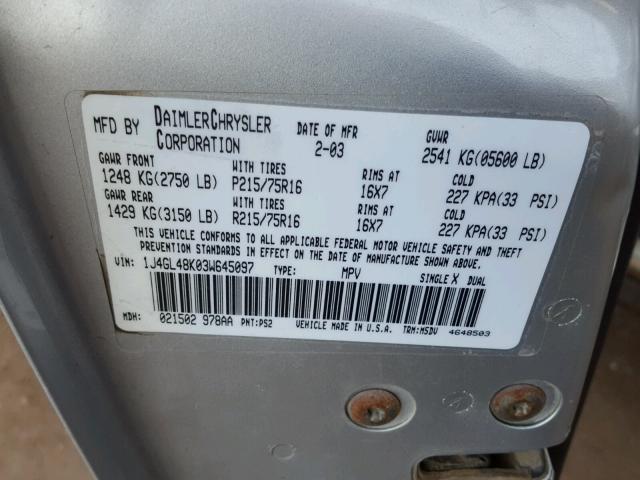 MFD BY DAIMLERCHRYSLER CORPORATION DATE OF MFR 2-03 GVWR 2541 KG(05600 LB)
GAWR FRONT WITH TIRES RIMS AT COLD
1248 KG(2750 LB) P215/75R16 16X7 227 KPA(33 PSI)
GAWR REAR WITH TIRES RIMS AT COLD
1429 KG(3150 LB) R215/75R16 16X7 227 KPA(33 PSI)
THIS VEHICLE CONFORMS TO ALL APPLICABLE FEDERAL MOTOR VEHICLE SAFETY AND THEFT
PREVENTION STANDARDS IN EFFECT ON THE DATE OF MANUFACTURE SHOWN ABOVE.
VIN: 1J4GL48K03W645097 TYPE: MPV SINGLE X DUAL
MDH: 021502 978AA PNT:PS2 VEHICLE MADE IN U.S.A. TRM:MSDV 4648503